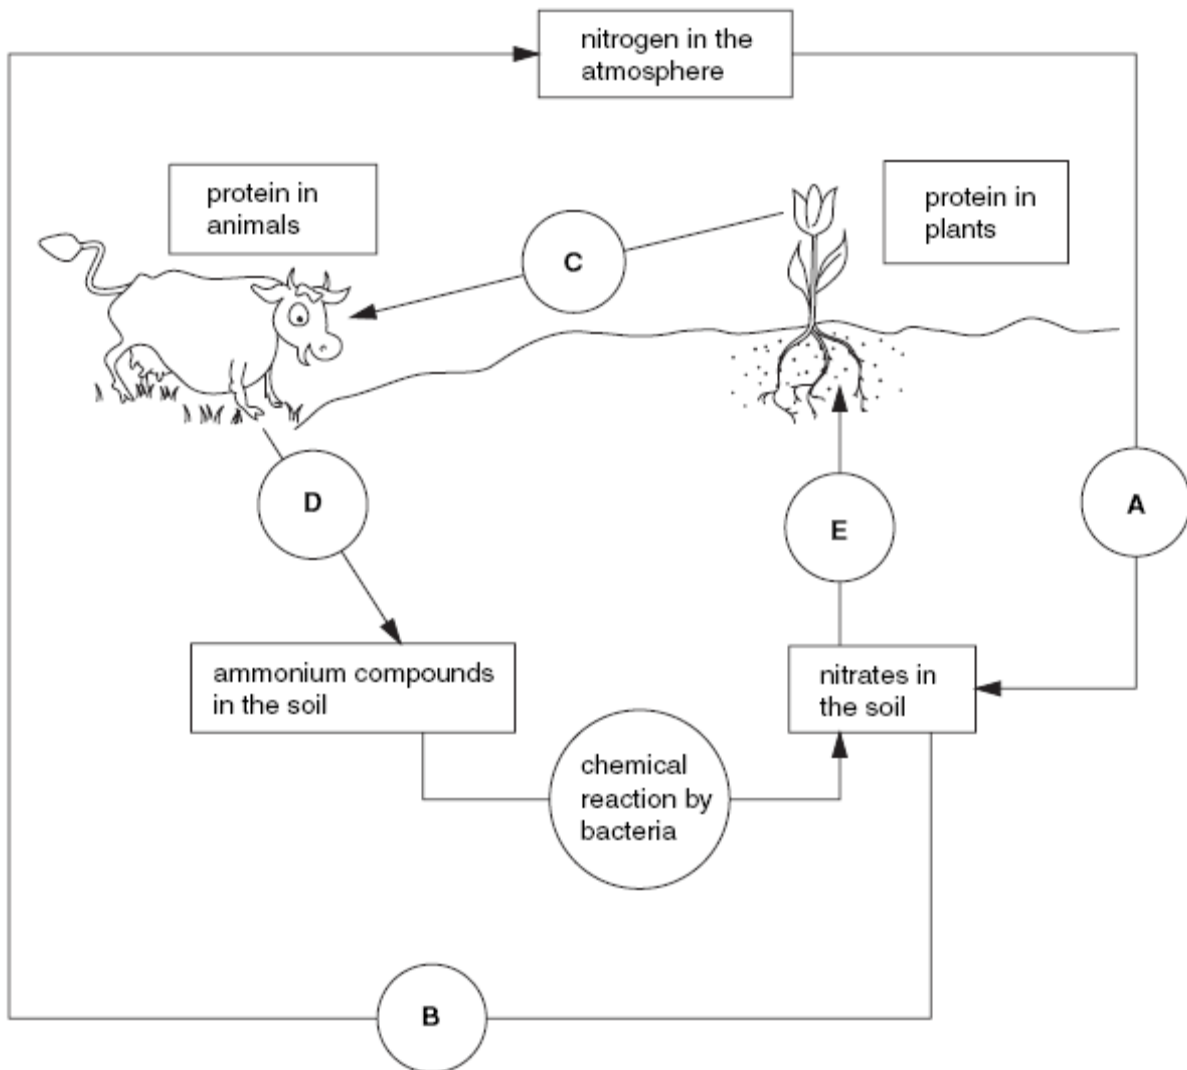 nitrogen in the
atmosphere
protein in
animals
protein in
plants
C
D
E
A
ammonium compounds
in the soil
nitrates in
the soil
chemical
reaction by
bacteria
B